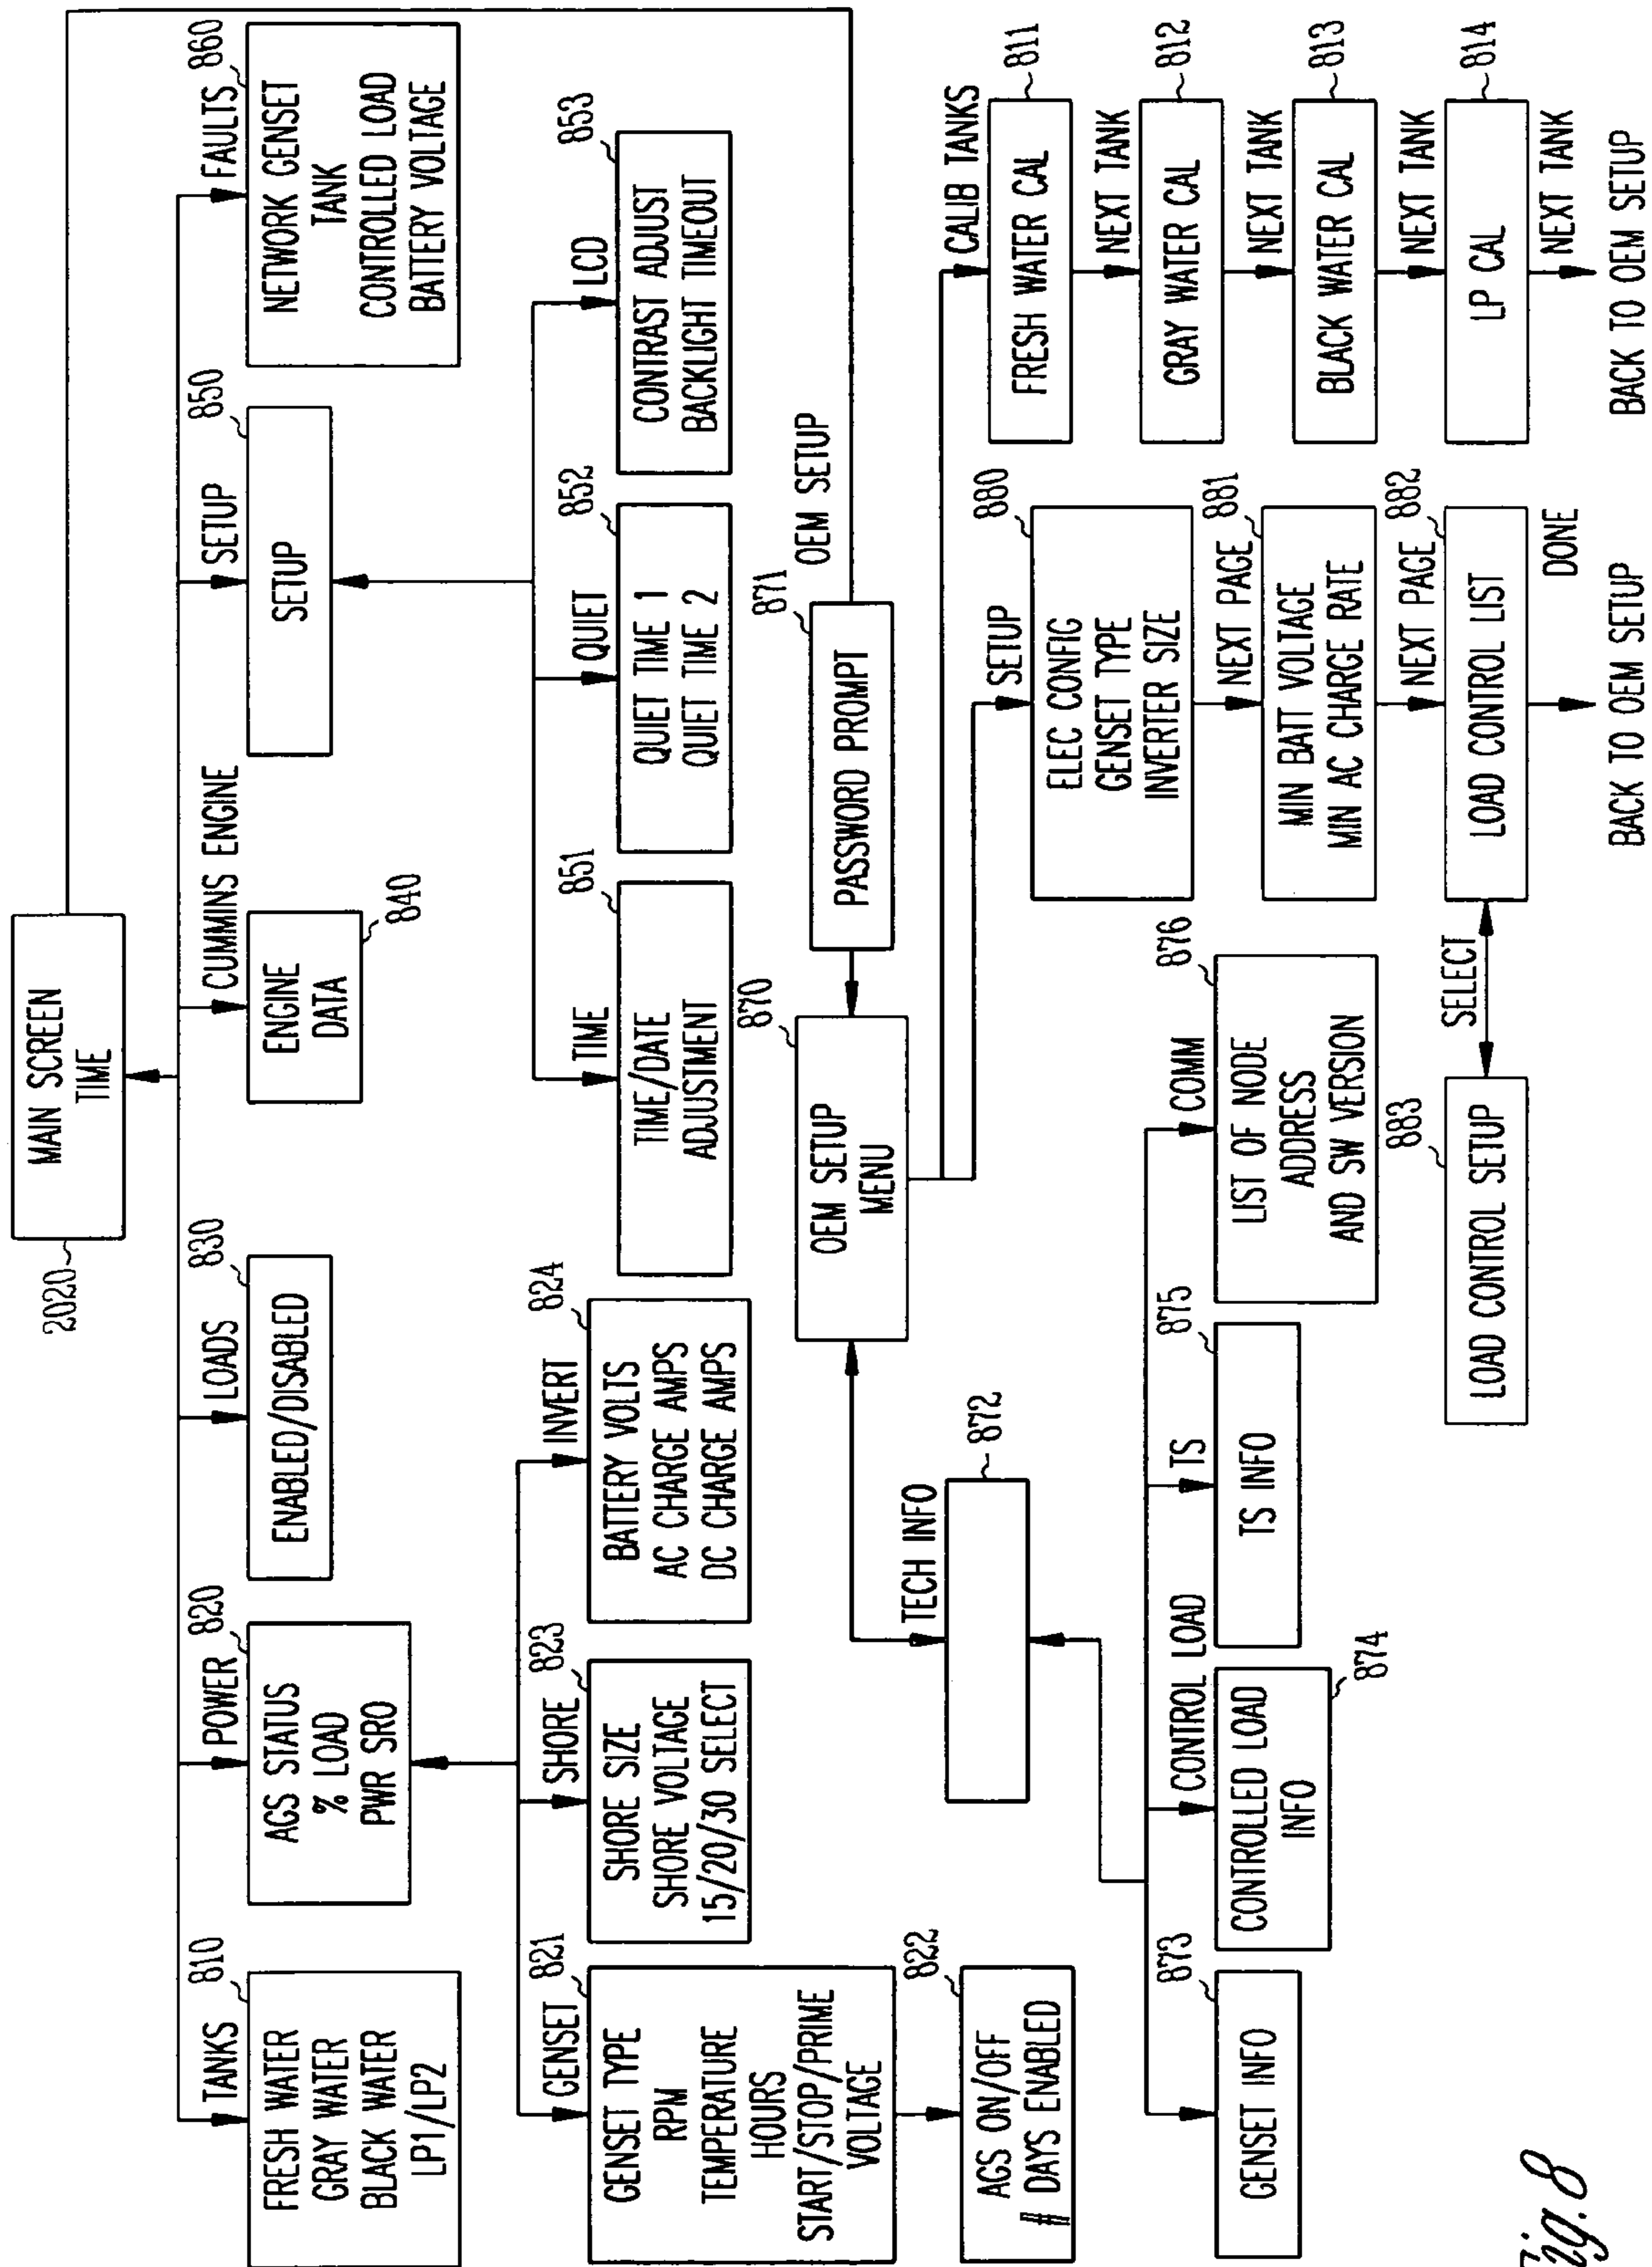 MAIN SCREEN
TIME
2020
TANKS
810
FRESH WATER
GRAY WATER
BLACK WATER
LP1/LP2
POWER
820
AGS STATUS
% LOAD
PWR SRO
LOADS
830
ENABLED/DISABLED
CUMMINS ENGINE
ENGINE
DATA
840
SETUP
850
SETUP
FAULTS
860
NETWORK GENSET
TANK
CONTROLLED LOAD
BATTERY VOLTAGE
GENSET
821
GENSET TYPE
RPM
TEMPERATURE
HOURS
START/STOP/PRIME
VOLTAGE
822
AGS ON/OFF
# DAYS ENABLED
SHORE
823
SHORE SIZE
SHORE VOLTAGE
15/20/30 SELECT
INVERT
824
BATTERY VOLTS
AC CHARGE AMPS
DC CHARGE AMPS
TIME
851
TIME/DATE
ADJUSTMENT
QUIET
852
QUIET TIME 1
QUIET TIME 2
LCD
853
CONTRAST ADJUST
BACKLIGHT TIMEOUT
870
OEM SETUP
MENU
871
PASSWORD PROMPT
OEM SETUP
TECH INFO
872
873
GENSET INFO
CONTROL LOAD
CONTROLLED LOAD
INFO
874
TS
875
TS INFO
COMM
876
LIST OF NODE
ADDRESS
AND SW VERSION
883
LOAD CONTROL SETUP
SELECT
SETUP
880
ELEC CONFIG
GENSET TYPE
INVERTER SIZE
NEXT PAGE
881
MIN BATT VOLTAGE
MIN AC CHARGE RATE
NEXT PAGE
882
LOAD CONTROL LIST
DONE
BACK TO OEM SETUP
CALIB TANKS
FRESH WATER CAL
811
NEXT TANK
GRAY WATER CAL
812
NEXT TANK
BLACK WATER CAL
813
NEXT TANK
LP CAL
814
NEXT TANK
BACK TO OEM SETUP
Fig. 8